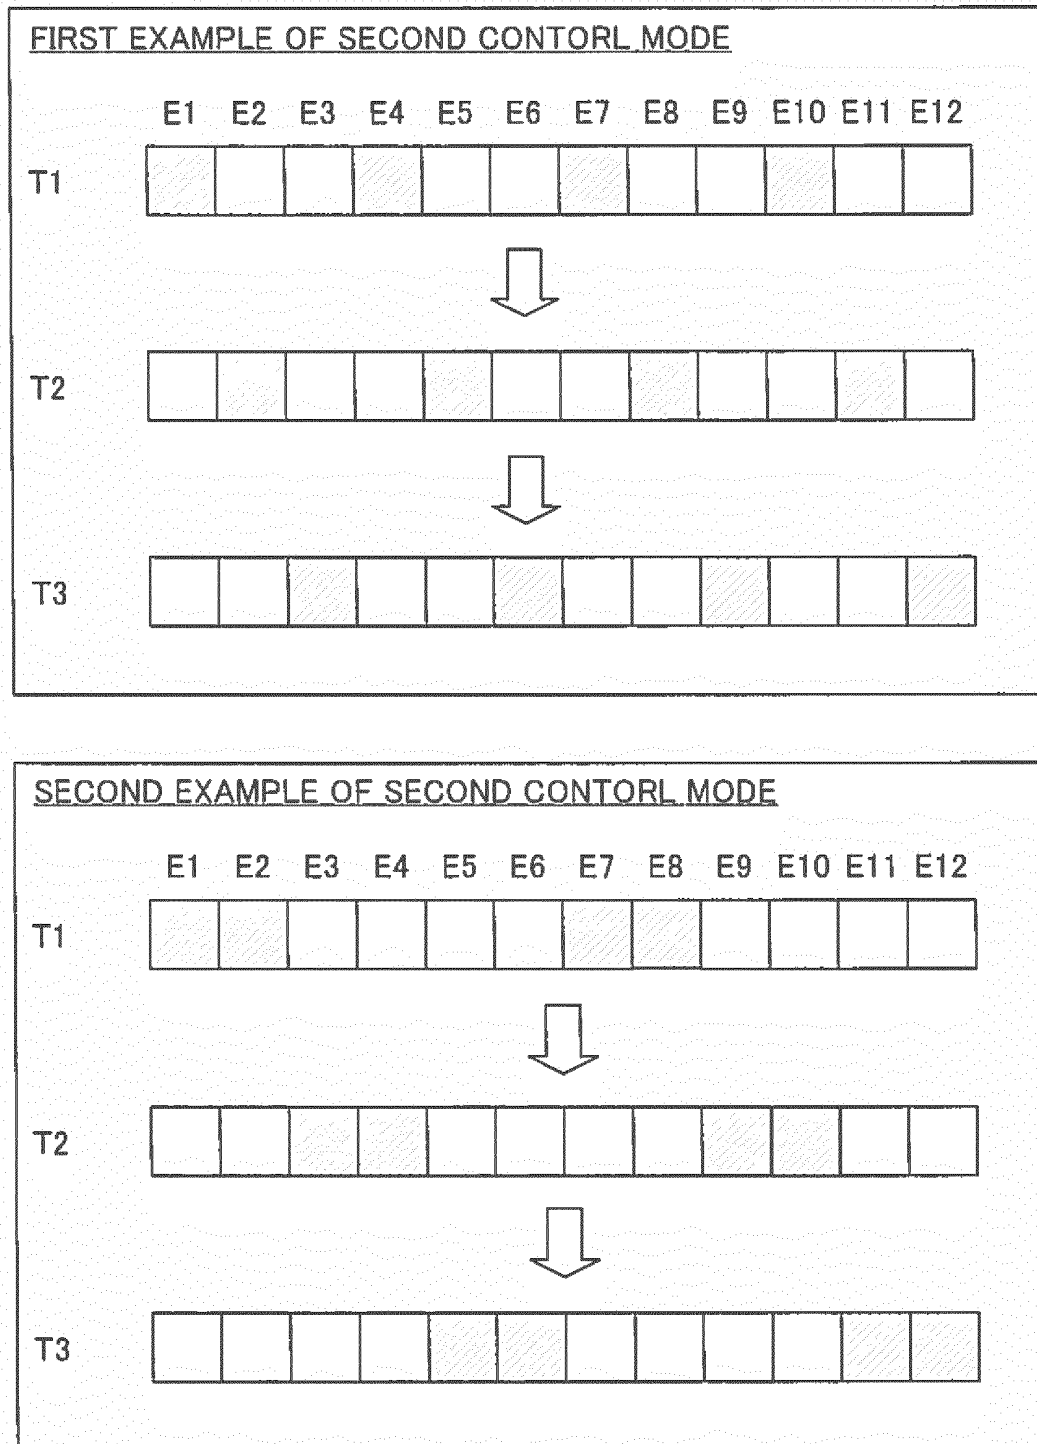 FIRST EXAMPLE OF SECOND CONTORL MODE
E1 E2 E3 E4 E5 E6 E7 E8 E9 E10 E11 E12
T1
T2
T3
SECOND EXAMPLE OF SECOND CONTORL MODE
E1 E2 E3 E4 E5 E6 E7 E8 E9 E10 E11 E12
T1
T2
T3